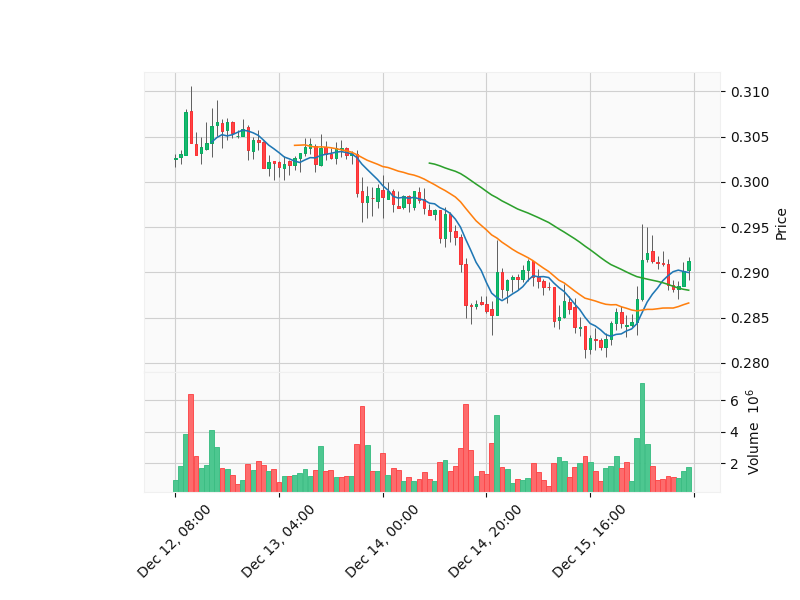 0.310
0.305
0.300
0.295
0.290
0.285
0.280
Price
6
4
2
Volume 10⁶
Dec 12, 08:00
Dec 13, 04:00
Dec 14, 00:00
Dec 14, 20:00
Dec 15, 16:00